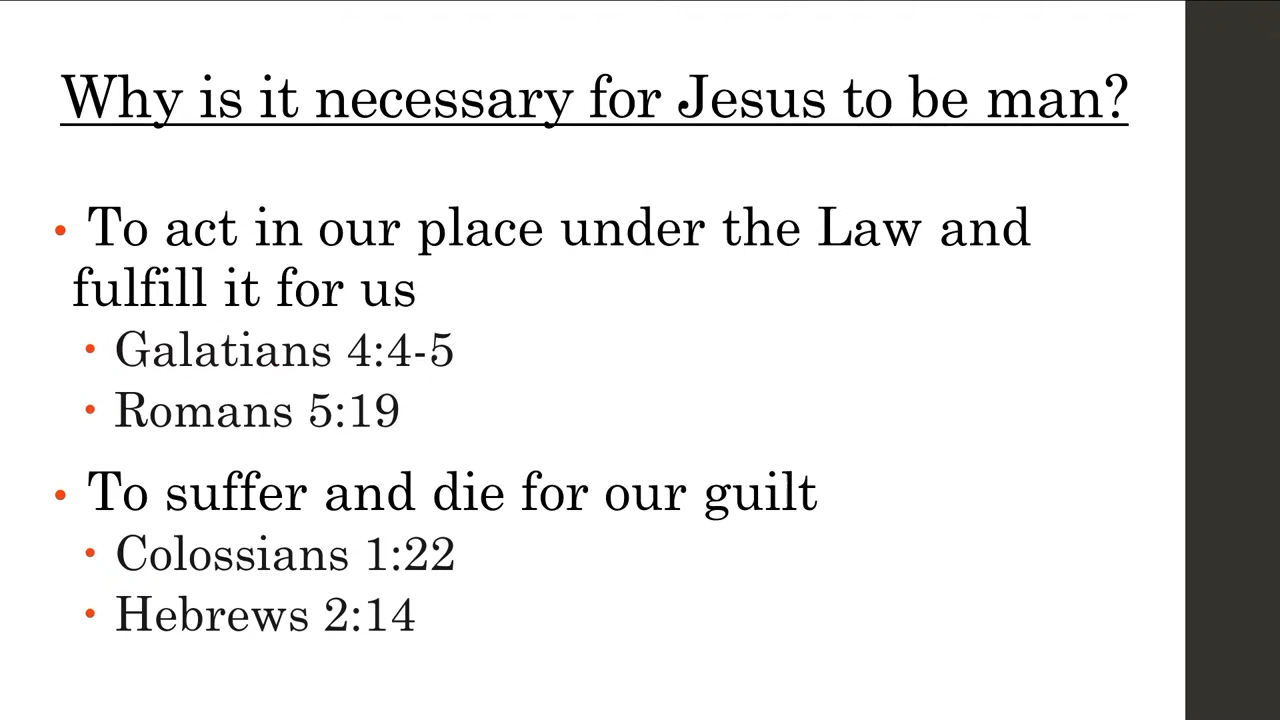 Why is it necessary for Jesus to be man?
• To act in our place under the Law and
fulfill it for us
• Galatians 4:4-5
• Romans 5:19
• To suffer and die for our guilt
• Colossians 1:22
• Hebrews 2:14